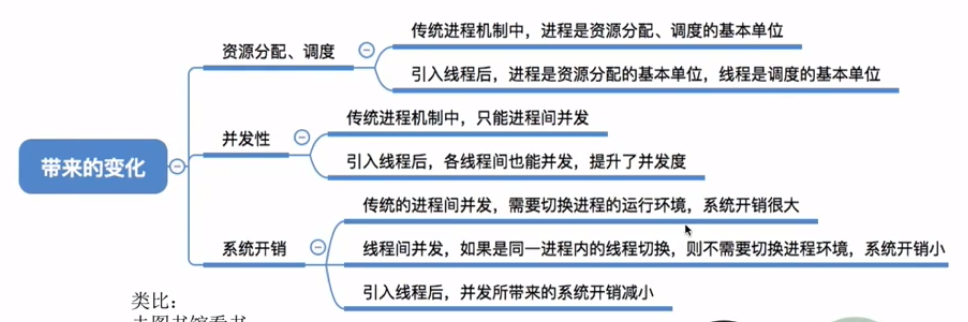 带来的变化
资源分配、调度
传统进程机制中，进程是资源分配、调度的基本单位
引入线程后，进程是资源分配的基本单位，线程是调度的基本单位
并发性
传统进程机制中，只能进程间并发
引入线程后，各线程间也能并发，提升了并发度
系统开销
传统的进程间并发，需要切换进程的运行环境，系统开销很大
线程间并发，如果是同一进程内的线程切换，则不需要切换进程环境，系统开销小
引入线程后，并发所带来的系统开销减小
类比：
去图书馆看书